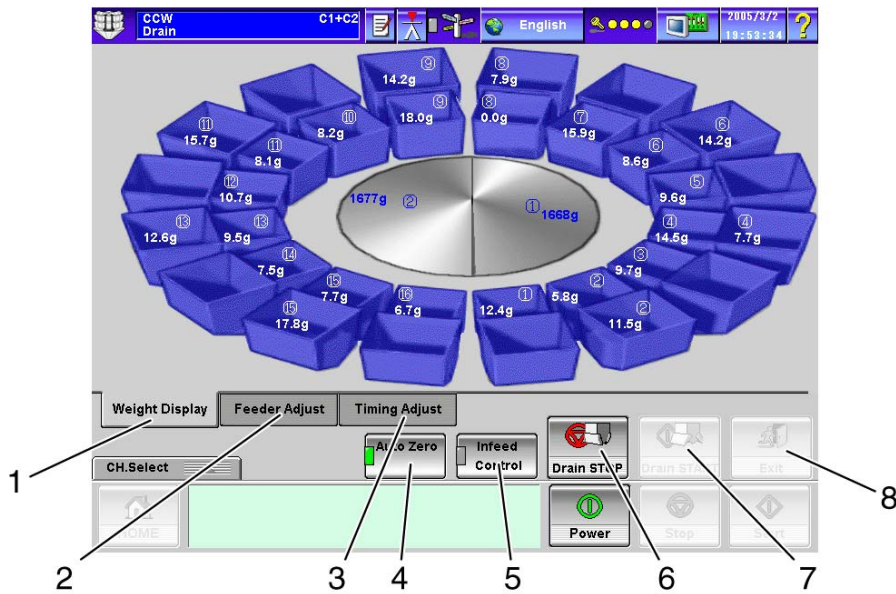 CCW C1+C2
Drain
English
2005/3/2
19:53:34
?
⑨ 14.2g
⑧ 7.9g
⑨ 18.0g
⑧ 0.0g
⑩ 8.2g
⑦ 15.9g
⑪ 15.7g
⑥ 14.2g
⑪ 8.1g
⑥ 8.6g
⑫ 10.7g
⑤ 9.6g
1677g ②
① 1668g
⑬ 12.6g
⑬ 9.5g
④ 14.5g
④ 7.7g
⑭ 7.5g
③ 9.7g
⑮ 7.7g
⑯ 6.7g
① 12.4g
② 5.8g
⑮ 17.8g
② 11.5g
Weight Display
Feeder Adjust
Timing Adjust
Auto Zero
Infeed
Control
Drain STOP
Drain START
Exit
CH.Select
HOME
Power
Stop
Start
1
2
3
4
5
6
7
8